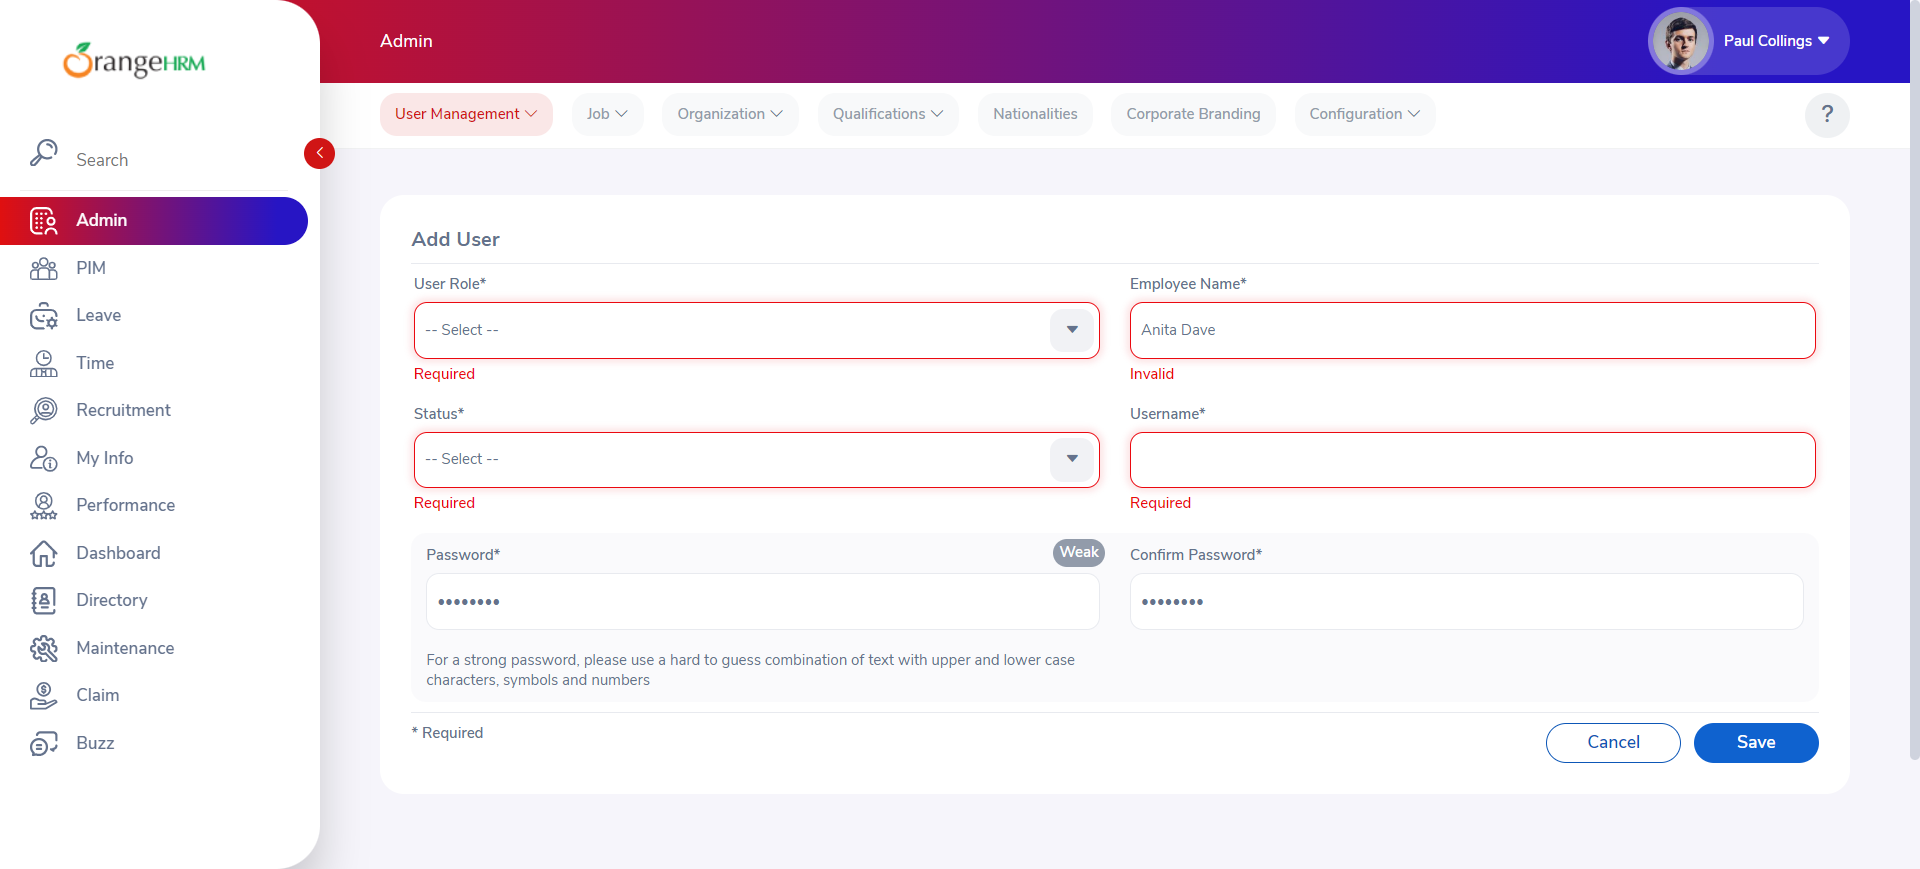 OrangeHRM
Search
Admin
PIM
Leave
Time
Recruitment
My Info
Performance
Dashboard
Directory
Maintenance
Claim
Buzz
Admin
Paul Collings
User Management
Job
Organization
Qualifications
Nationalities
Corporate Branding
Configuration
?
Add User
User Role*
-- Select --
Required
Employee Name*
Anita Dave
Invalid
Status*
-- Select --
Required
Username*
Required
Password*
Weak
••••••••
Confirm Password*
••••••••
For a strong password, please use a hard to guess combination of text with upper and lower case
characters, symbols and numbers
* Required
Cancel
Save